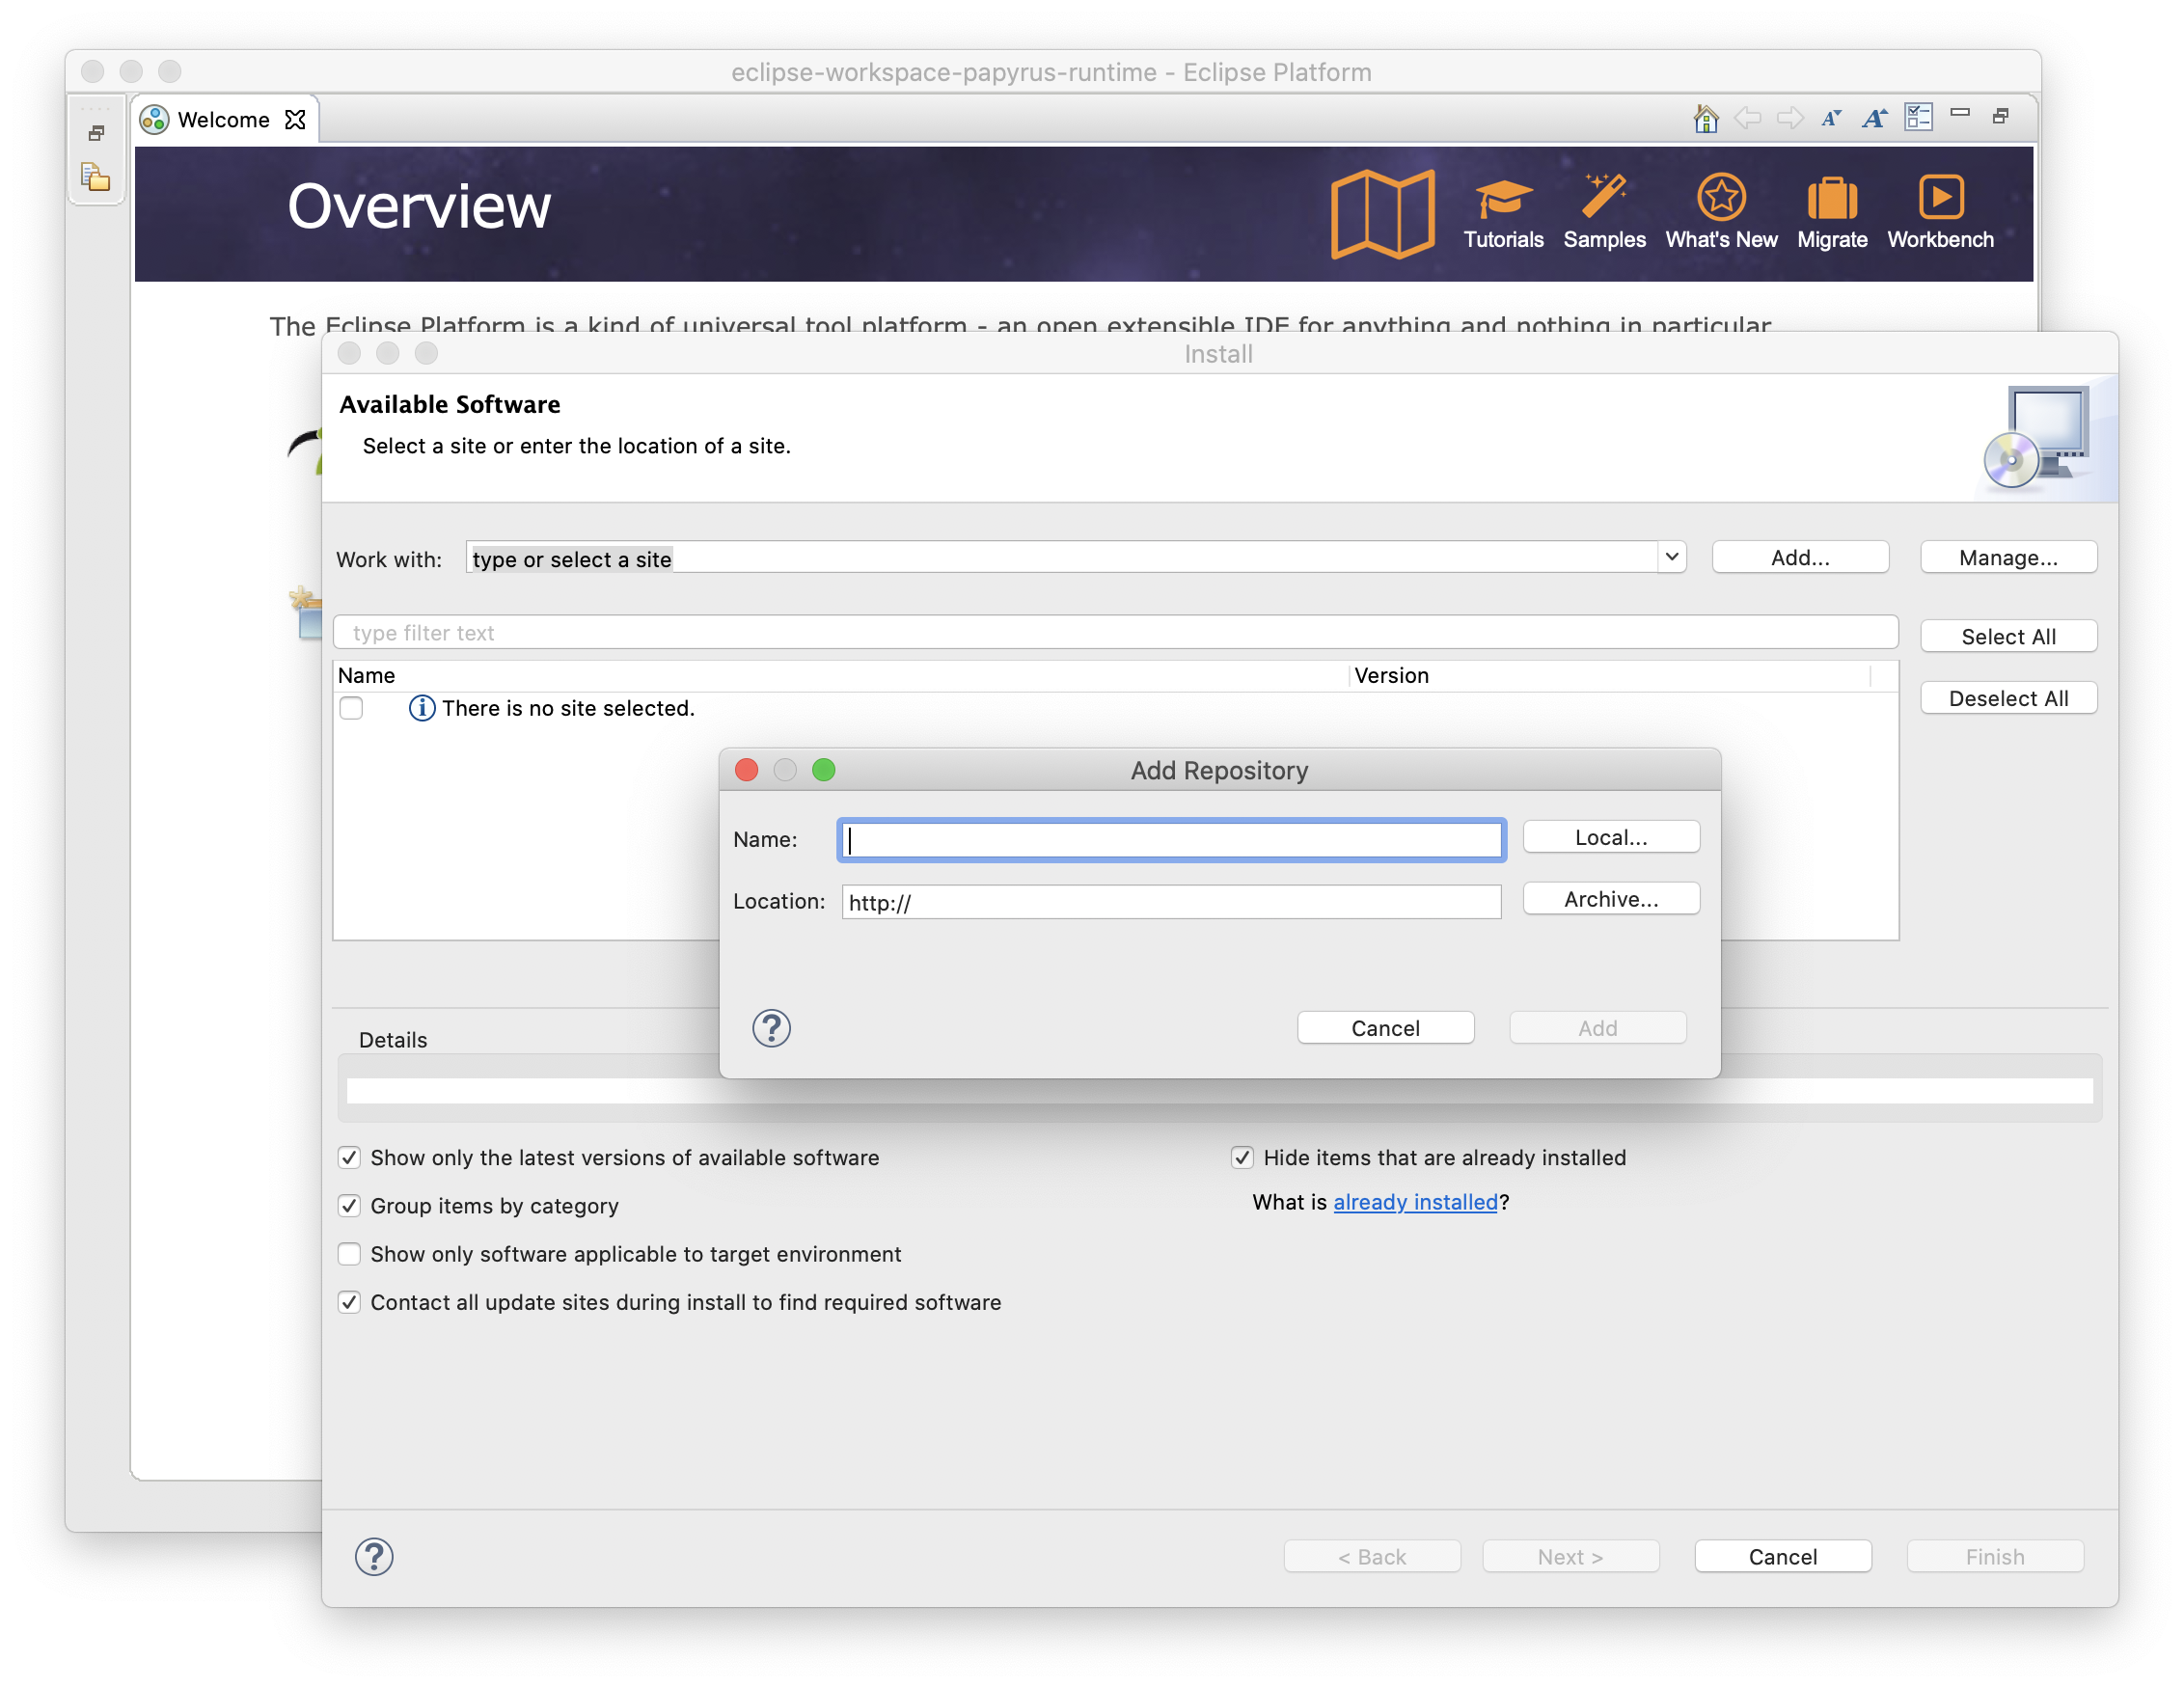 eclipse-workspace-papyrus-runtime - Eclipse Platform
Welcome
Overview
Tutorials Samples What's New Migrate Workbench
The Eclipse Platform is a kind of universal tool platform - an open extensible IDE for anything and nothing in particular
Install
Available Software
Select a site or enter the location of a site.
Work with: type or select a site Add... Manage...
type filter text Select All
Name Version
There is no site selected. Deselect All
Add Repository
Name: Local...
Location: http:// Archive...
Cancel Add
Details
Show only the latest versions of available software Hide items that are already installed
Group items by category What is already installed?
Show only software applicable to target environment
Contact all update sites during install to find required software
< Back Next > Cancel Finish